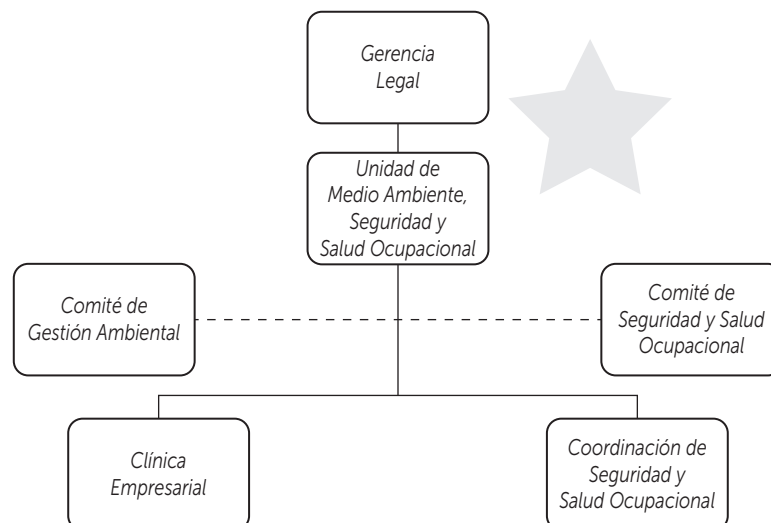 Gerencia
Legal
Unidad de
Medio Ambiente,
Seguridad y
Salud Ocupacional
Comité de
Gestión Ambiental
Comité de
Seguridad y Salud
Ocupacional
Clínica
Empresarial
Coordinación de
Seguridad y
Salud Ocupacional